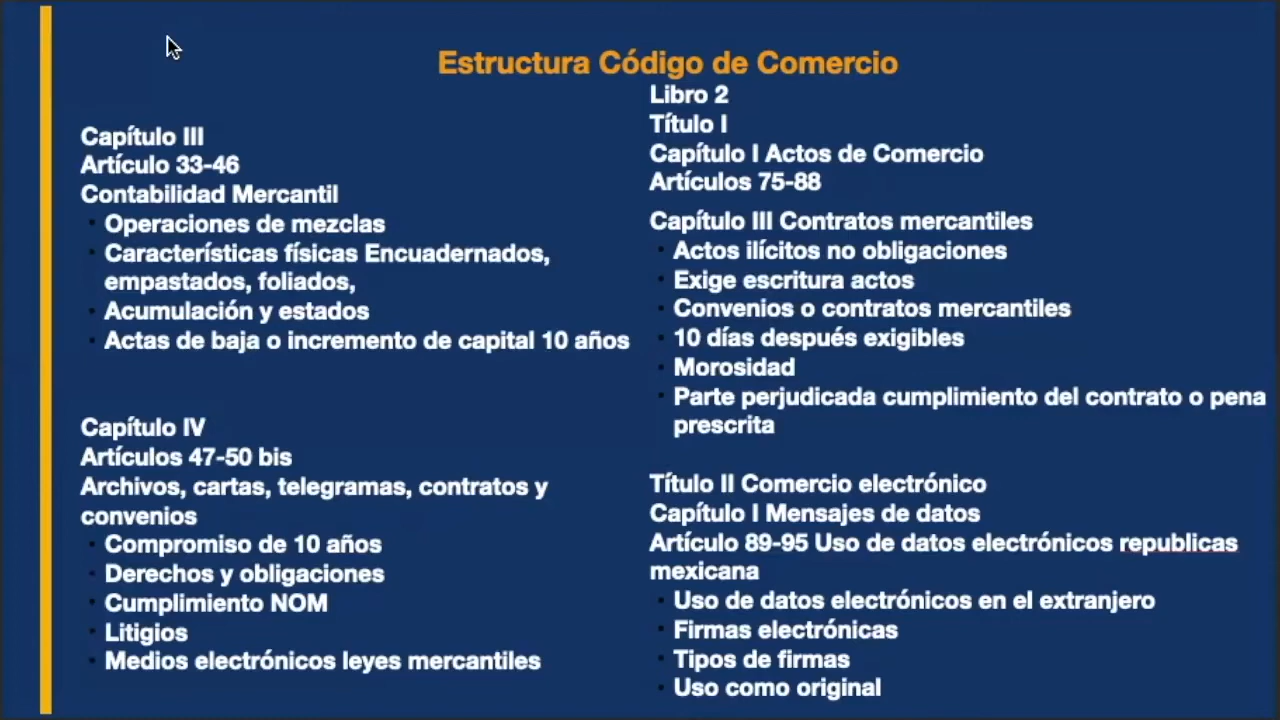 Estructura Código de Comercio
Capítulo III
Artículo 33-46
Contabilidad Mercantil
Operaciones de mezclas
Características físicas Encuadernados,
empastados, foliados,
Acumulación y estados
Actas de baja o incremento de capital 10 años
Capítulo IV
Artículos 47-50 bis
Archivos, cartas, telegramas, contratos y
convenios
Compromiso de 10 años
Derechos y obligaciones
Cumplimiento NOM
Litigios
Medios electrónicos leyes mercantiles
Libro 2
Título I
Capítulo I Actos de Comercio
Artículos 75-88
Capítulo III Contratos mercantiles
Actos ilícitos no obligaciones
Exige escritura actos
Convenios o contratos mercantiles
10 días después exigibles
Morosidad
Parte perjudicada cumplimiento del contrato o pena
prescrita
Título II Comercio electrónico
Capítulo I Mensajes de datos
Artículo 89-95 Uso de datos electrónicos republicas
mexicana
Uso de datos electrónicos en el extranjero
Firmas electrónicas
Tipos de firmas
Uso como original